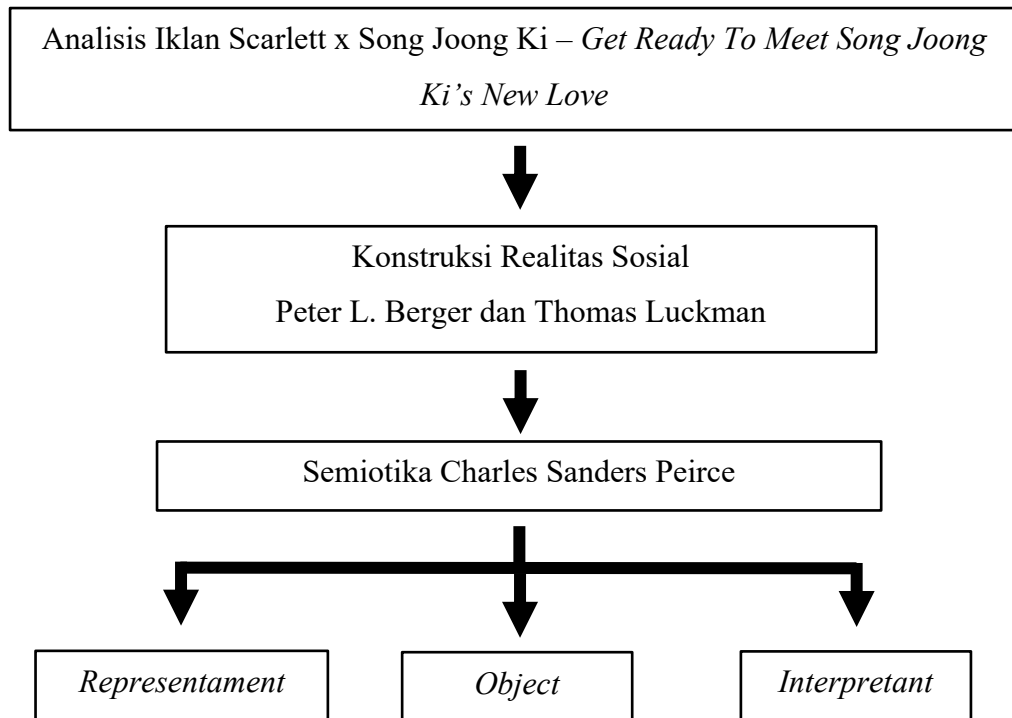 Analisis Iklan Scarlett x Song Joong Ki – Get Ready To Meet Song Joong
Ki’s New Love
Konstruksi Realitas Sosial
Peter L. Berger dan Thomas Luckman
Semiotika Charles Sanders Peirce
Representament
Object
Interpretant